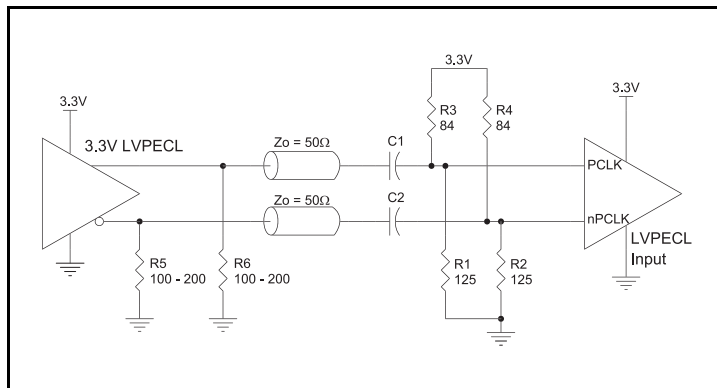 3.3V
3.3V LVPECL
Zo = 50Ω
C1
3.3V
R3
84
R4
84
3.3V
PCLK
Zo = 50Ω
C2
nPCLK
LVPECL
Input
R5
100 - 200
R6
100 - 200
R1
125
R2
125